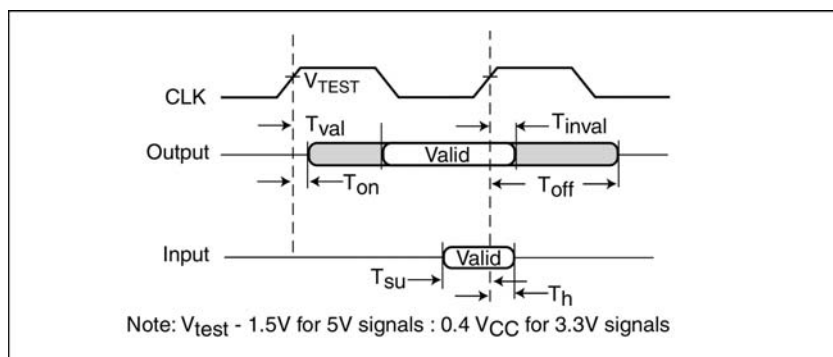 VTEST
CLK
Tval
Tinval
Output
Valid
Ton
Toff
Input
Valid
Tsu
Th
Note: Vtest - 1.5V for 5V signals : 0.4 VCC for 3.3V signals